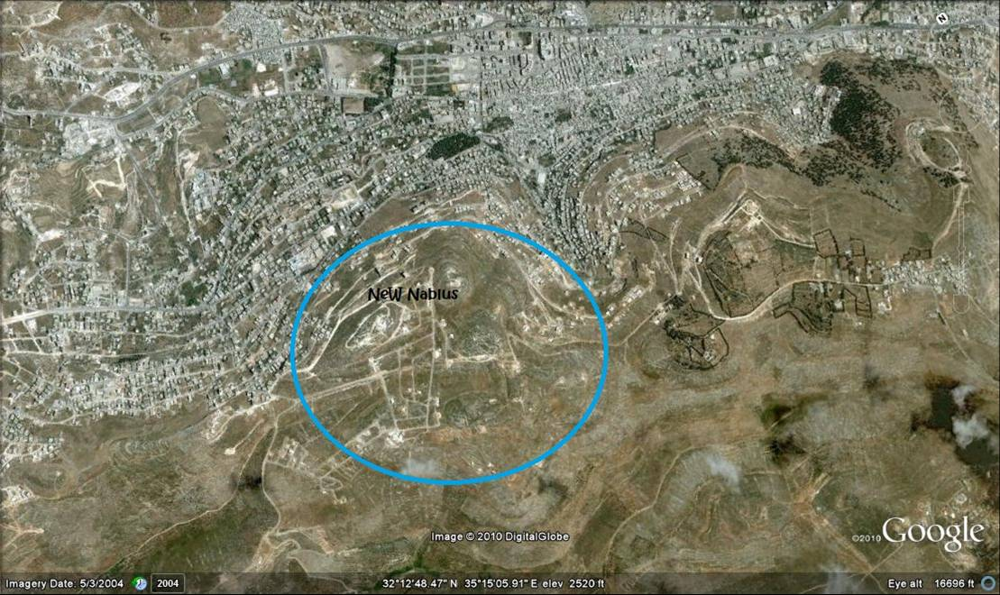 N
New Nablus
Image © 2010 DigitalGlobe
©2010 Google
Imagery Date: 5/3/2004 2004 32°12'48.47" N 35°15'05.91" E elev 2520 ft Eye alt 16696 ft